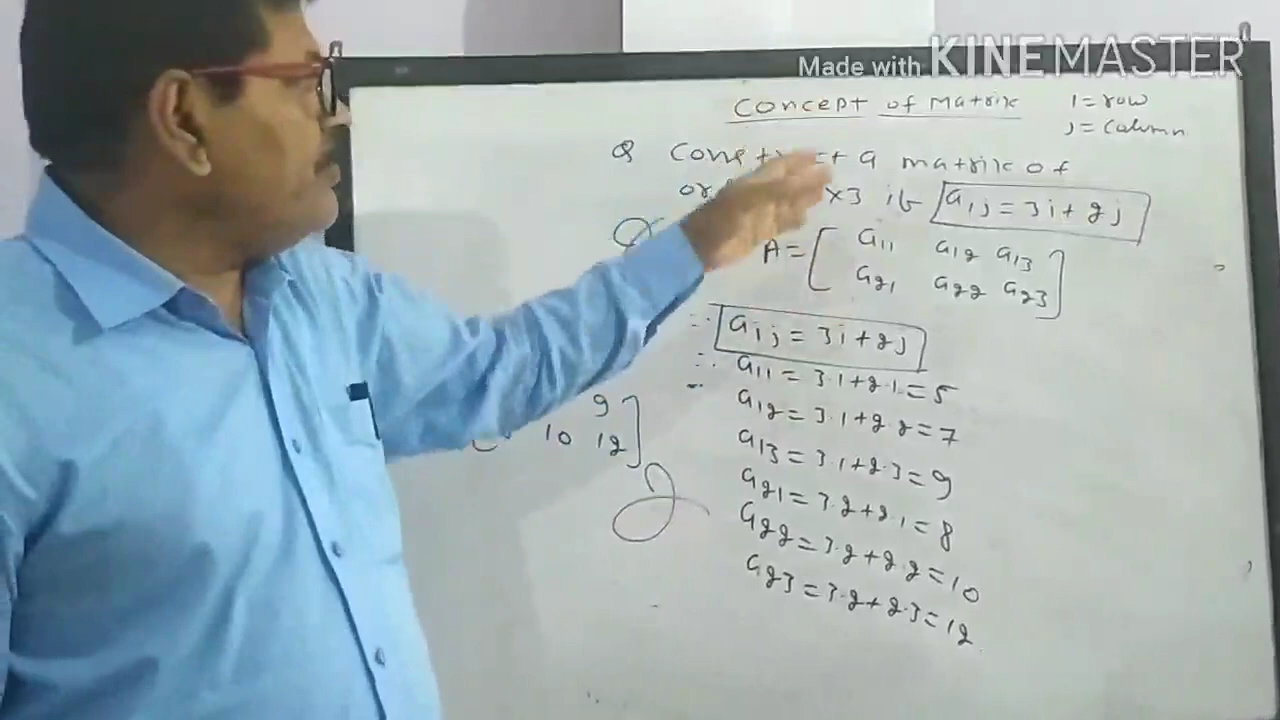 Made with KINEMASTER
Concept of Matrix
i = row
j = Column
Q Construct a matrix of
×3 if aij = 3i + 2j
A = [ a11 a12 a13
a21 a22 a23 ]
∵ aij = 3i + 2j
∴ a11 = 3.1 + 2.1 = 5
a12 = 3.1 + 2.2 = 7
a13 = 3.1 + 2.3 = 9
a21 = 3.2 + 2.1 = 8
a22 = 3.2 + 2.2 = 10
a23 = 3.2 + 2.3 = 12
9
10 12 ]